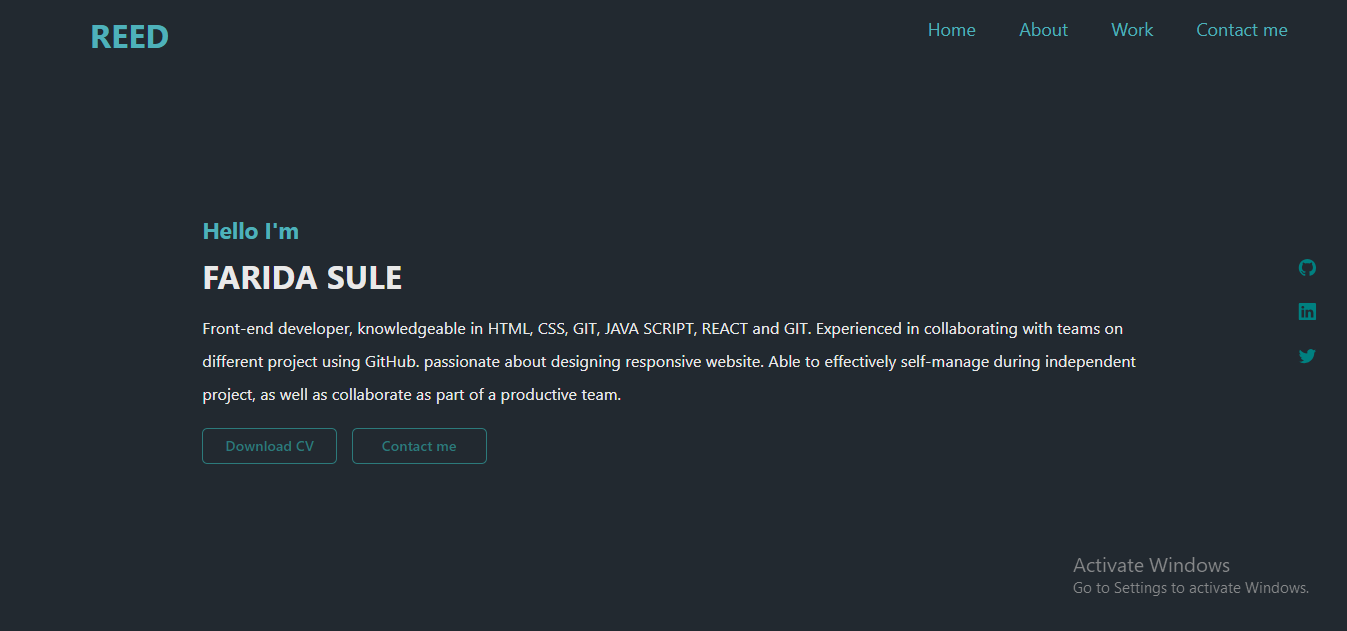 REED
Home
About
Work
Contact me
Hello I'm
FARIDA SULE
Front-end developer, knowledgeable in HTML, CSS, GIT, JAVA SCRIPT, REACT and GIT. Experienced in collaborating with teams on
different project using GitHub. passionate about designing responsive website. Able to effectively self-manage during independent
project, as well as collaborate as part of a productive team.
Download CV
Contact me
in
Activate Windows
Go to Settings to activate Windows.